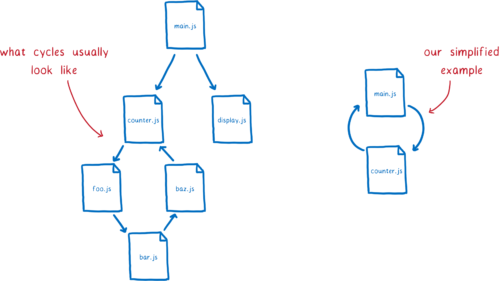 main.js
what cycles usually
look like
our simplified
example
main.js
counter.js
display.js
counter.js
foo.js
baz.js
bar.js